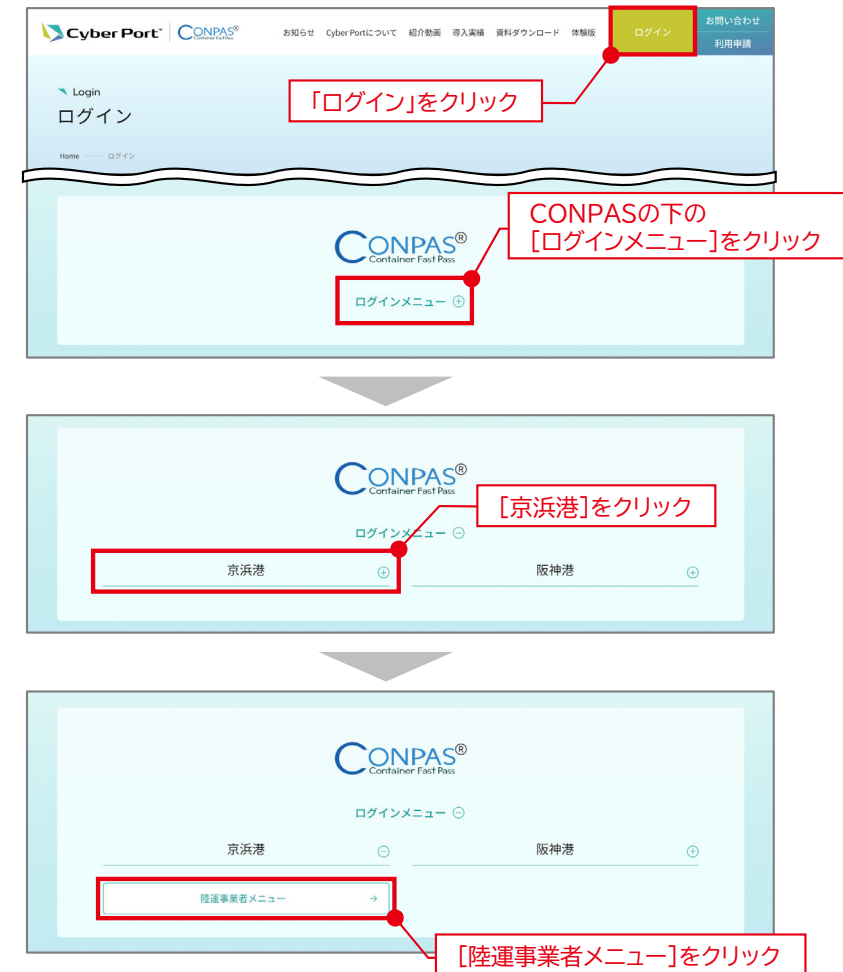 Cyber Port™ CONPAS® Container Fast Pass お知らせ Cyber Portについて 紹介動画 導入実績 資料ダウンロード 体験版 ログイン お問い合わせ
利用申請
Login
「ログイン」をクリック
ログイン
Home ログイン
CONPASの下の
[ログインメニュー]をクリック
CONPAS®
Container Fast Pass
ログインメニュー
CONPAS®
Container Fast Pass
[京浜港]をクリック
ログインメニュー
京浜港 阪神港
CONPAS®
Container Fast Pass
ログインメニュー
京浜港 阪神港
陸運事業者メニュー →
[陸運事業者メニュー]をクリック